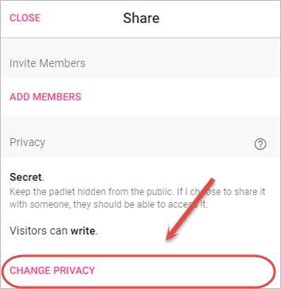 CLOSE Share
Invite Members
ADD MEMBERS
Privacy
Secret.
Keep the padlet hidden from the public. If I choose to share it
with someone, they should be able to access it.
Visitors can write.
CHANGE PRIVACY